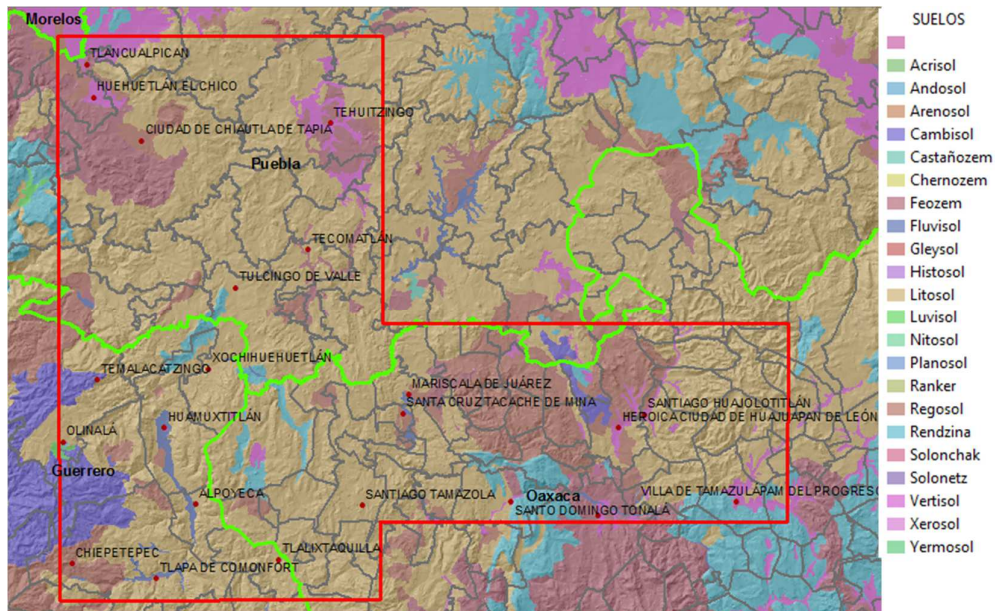 Morelos
TLANCUALPICAN
HUEHUETLÁN EL CHICO
TEHUITZINGO
CIUDAD DE CHIAUTLA DE TAPIA
Puebla
TECOMATLÁN
TULCINGO DE VALLE
XOCHIHUEHUETLÁN
TEMALACATZINGO
MARISCALA DE JUÁREZ
SANTA CRUZ TACACHE DE MINA
SANTIAGO HUAJOLOTITLÁN
HUAMUXTITLÁN
HEROICA CIUDAD DE HUAJUAPAN DE LEÓN
OLINALÁ
Guerrero
ALPOYECA
SANTIAGO TAMAZOLA
Oaxaca
VILLA DE TAMAZULAPAM DEL PROGRESO
SANTO DOMINGO TONALÁ
TLALIXTAQUILLA
CHIEPETEPEC
TLAPA DE COMONFORT
SUELOS
Acrisol
Andosol
Arenosol
Cambisol
Castañozem
Chernozem
Feozem
Fluvisol
Gleysol
Histosol
Litosol
Luvisol
Nitosol
Planosol
Ranker
Regosol
Rendzina
Solonchak
Solonetz
Vertisol
Xerosol
Yermosol